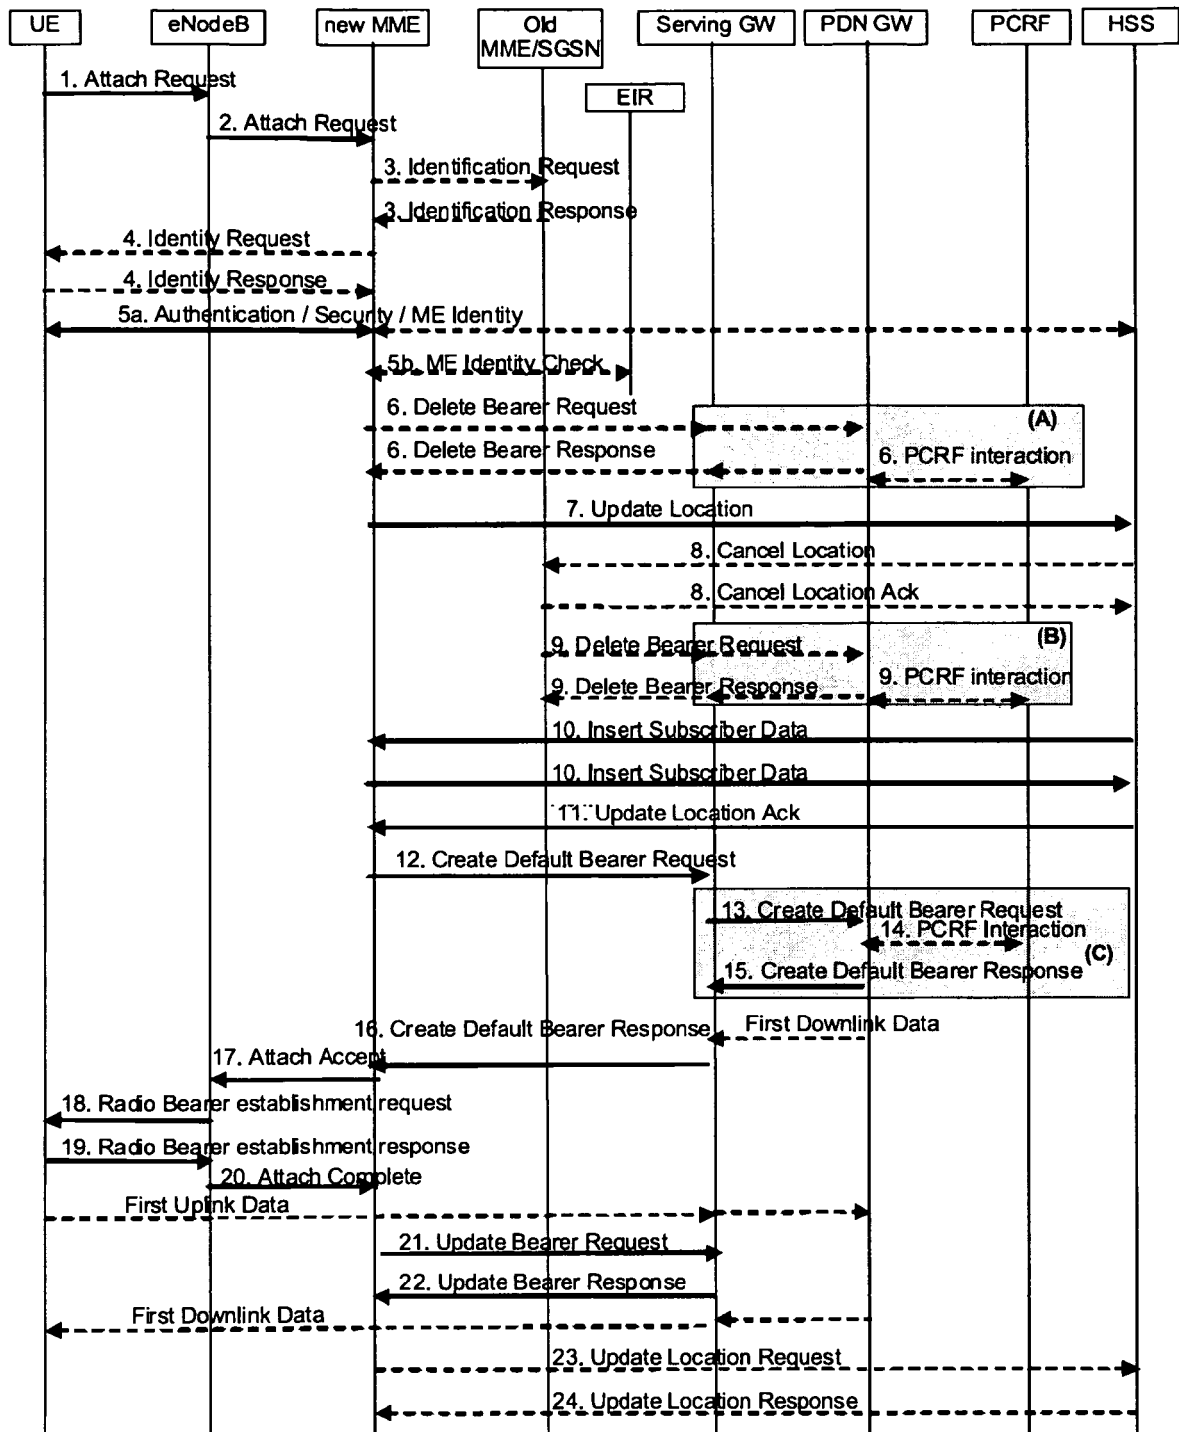 UE
eNodeB
new MME
Old
MME/SGSN
Serving GW
PDN GW
PCRF
HSS
EIR
1. Attach Request
2. Attach Request
3. Identification Request
3. Identification Response
4. Identity Request
4. Identity Response
5a. Authentication / Security / ME Identity
5b. ME Identity Check
6. Delete Bearer Request
(A)
6. Delete Bearer Response
6. PCRF interaction
7. Update Location
8. Cancel Location
8. Cancel Location Ack
9. Delete Bearer Request
(B)
9. Delete Bearer Response
9. PCRF interaction
10. Insert Subscriber Data
10. Insert Subscriber Data
11. Update Location Ack
12. Create Default Bearer Request
13. Create Default Bearer Request
14. PCRF Interaction
(C)
15. Create Default Bearer Response
16. Create Default Bearer Response
First Downlink Data
17. Attach Accept
18. Radio Bearer establishment request
19. Radio Bearer establishment response
20. Attach Complete
First Uplink Data
21. Update Bearer Request
22. Update Bearer Response
First Downlink Data
23. Update Location Request
24. Update Location Response